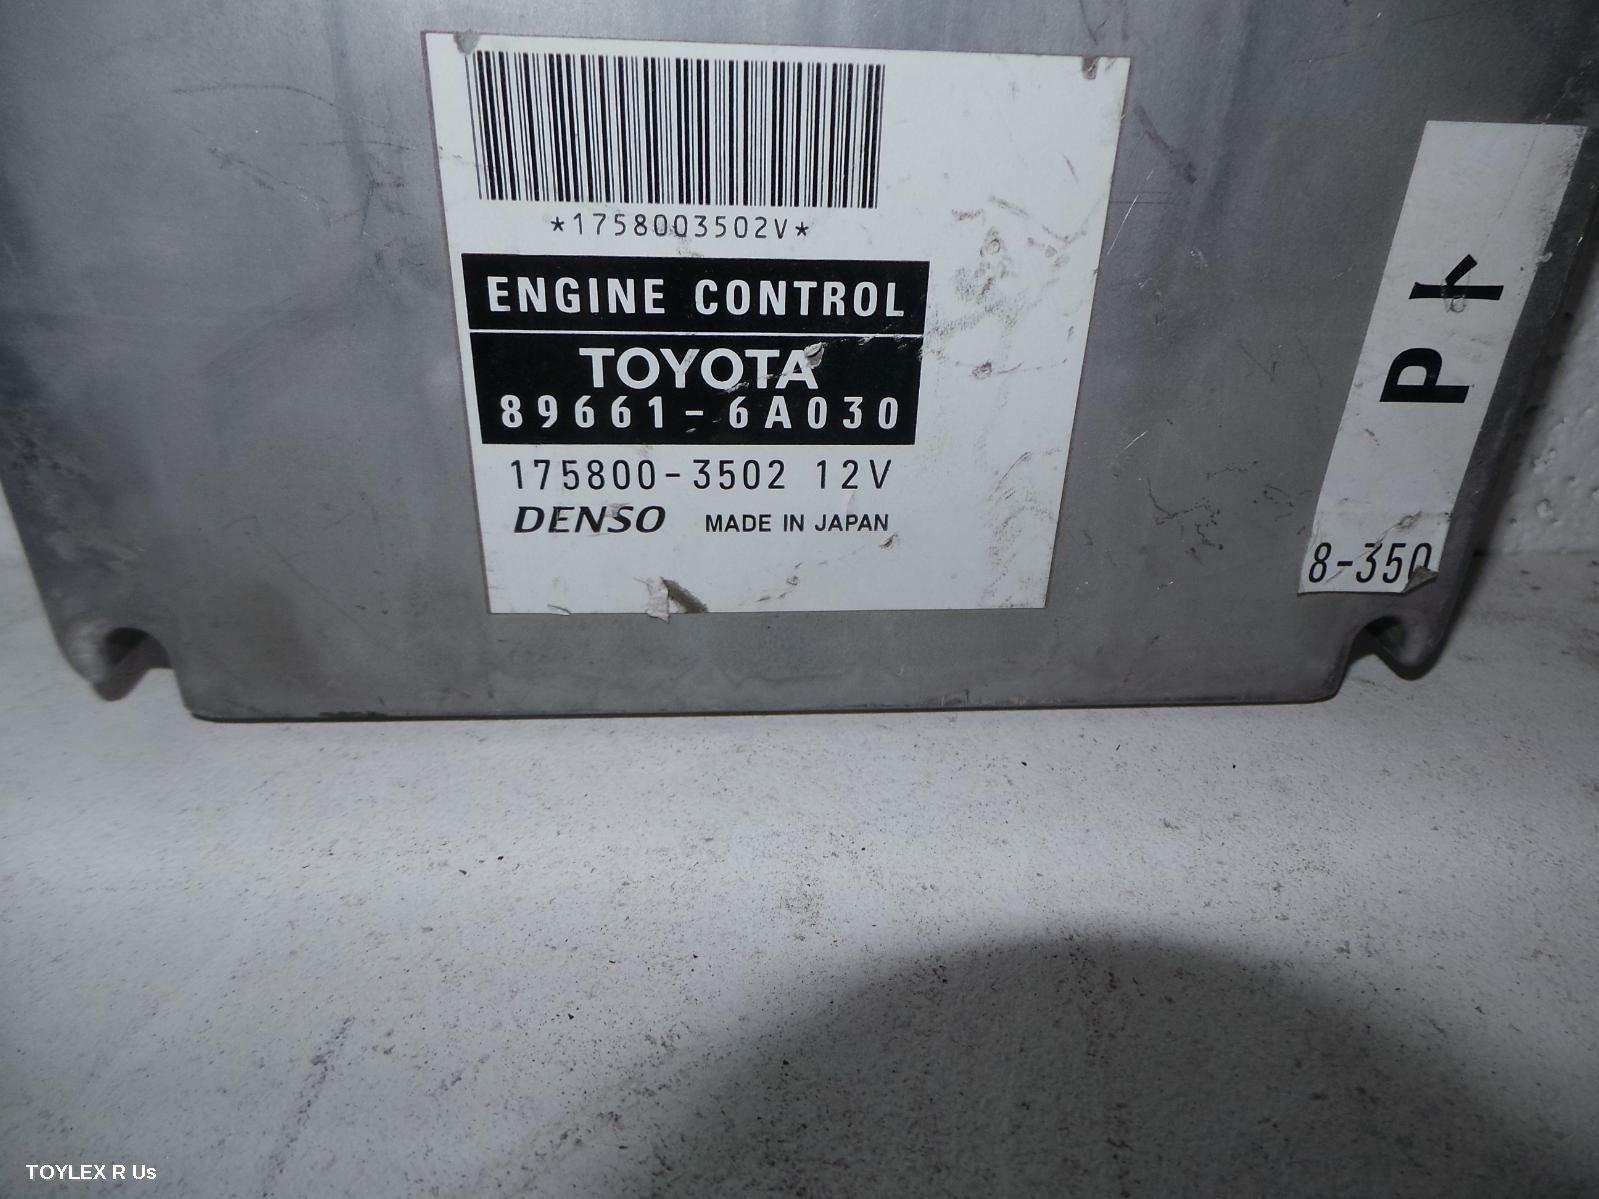 *1758003502V*
ENGINE CONTROL
TOYOTA
89661-6A030
175800-3502 12V
DENSO MADE IN JAPAN
8-350
TOYLEX R Us